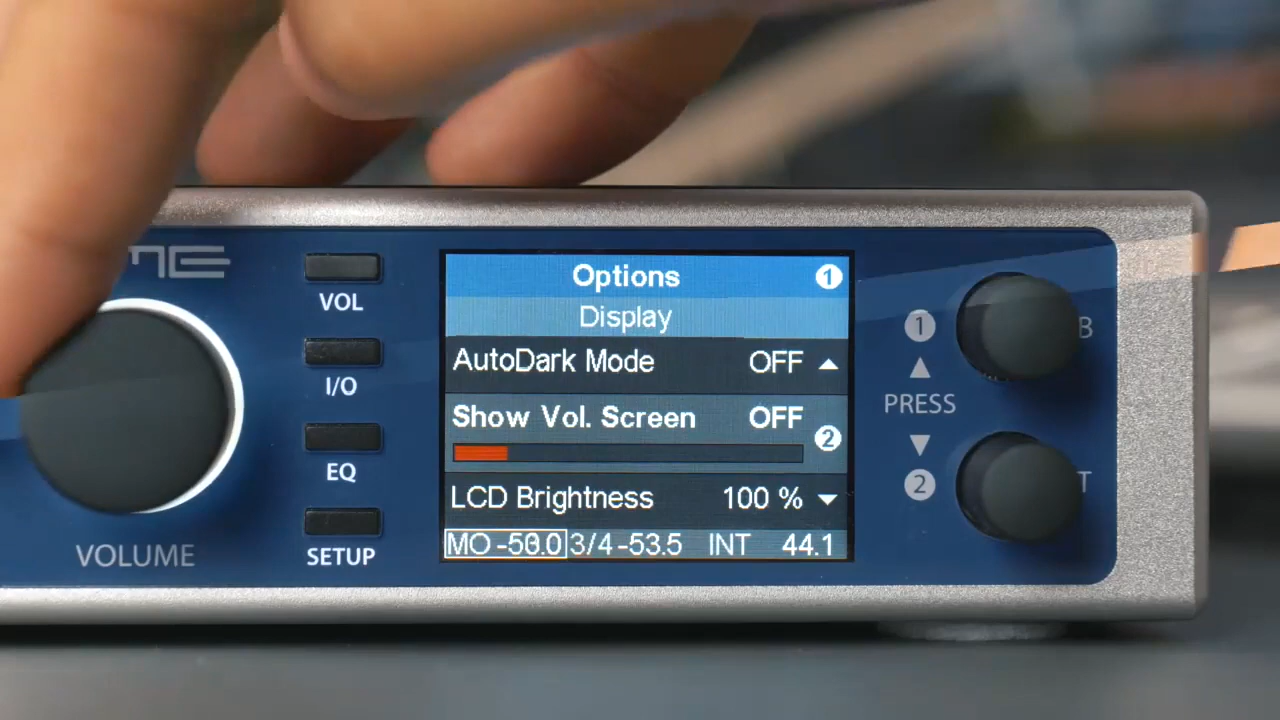 VOL
I/O
EQ
SETUP
VOLUME
Options 1
Display
AutoDark Mode OFF
Show Vol. Screen OFF
2
LCD Brightness 100 %
3/4 -53.5 INT 44.1
1
PRESS
2
B
T